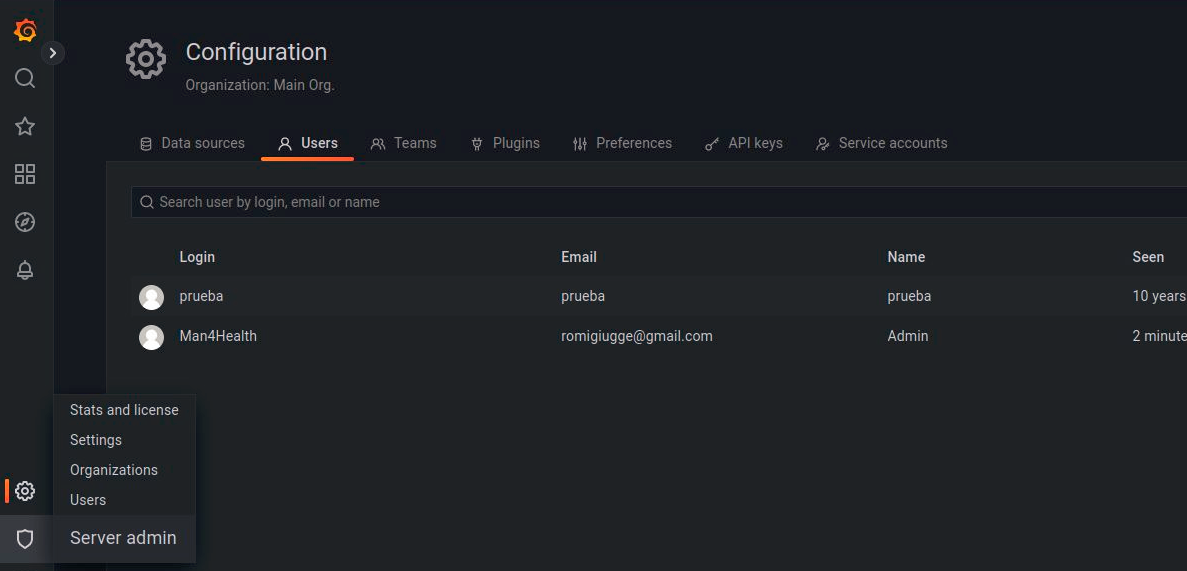 Configuration
Organization: Main Org.
Data sources Users Teams Plugins Preferences API keys Service accounts
Search user by login, email or name
Login Email Name Seen
prueba prueba prueba 10 years
Man4Health romigiugge@gmail.com Admin 2 minute
Stats and license
Settings
Organizations
Users
Server admin